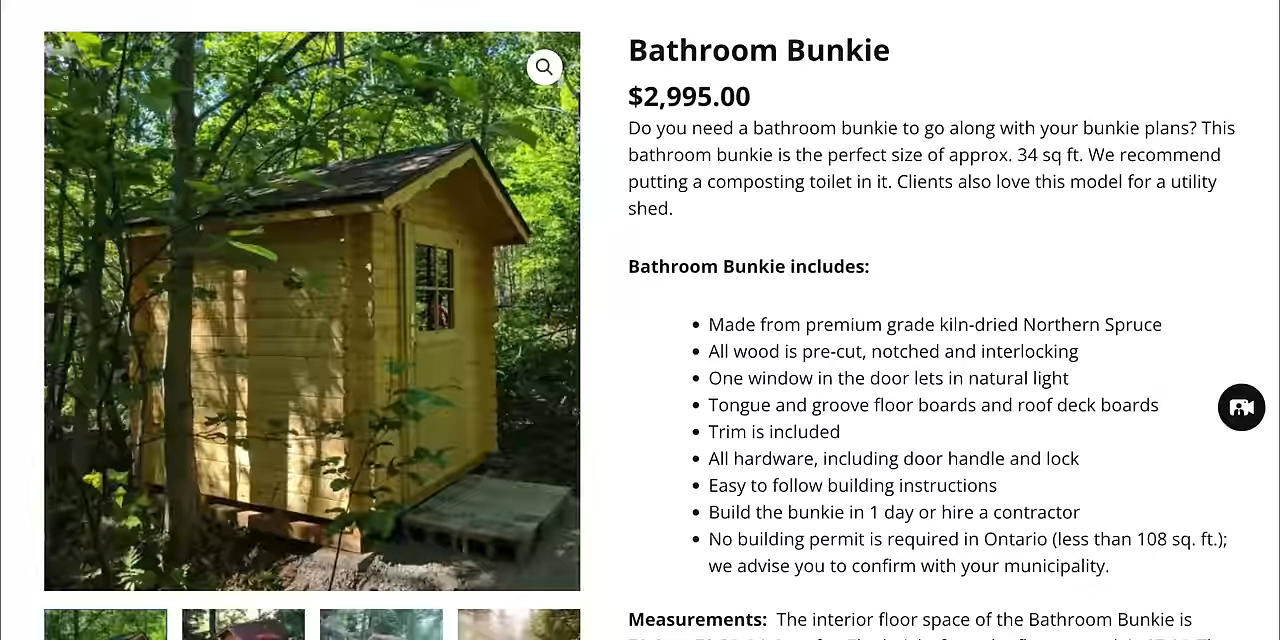 Bathroom Bunkie
$2,995.00
Do you need a bathroom bunkie to go along with your bunkie plans? This
bathroom bunkie is the perfect size of approx. 34 sq ft. We recommend
putting a composting toilet in it. Clients also love this model for a utility
shed.
Bathroom Bunkie includes:
Made from premium grade kiln-dried Northern Spruce
All wood is pre-cut, notched and interlocking
One window in the door lets in natural light
Tongue and groove floor boards and roof deck boards
Trim is included
All hardware, including door handle and lock
Easy to follow building instructions
Build the bunkie in 1 day or hire a contractor
No building permit is required in Ontario (less than 108 sq. ft.);
we advise you to confirm with your municipality.
Measurements: The interior floor space of the Bathroom Bunkie is